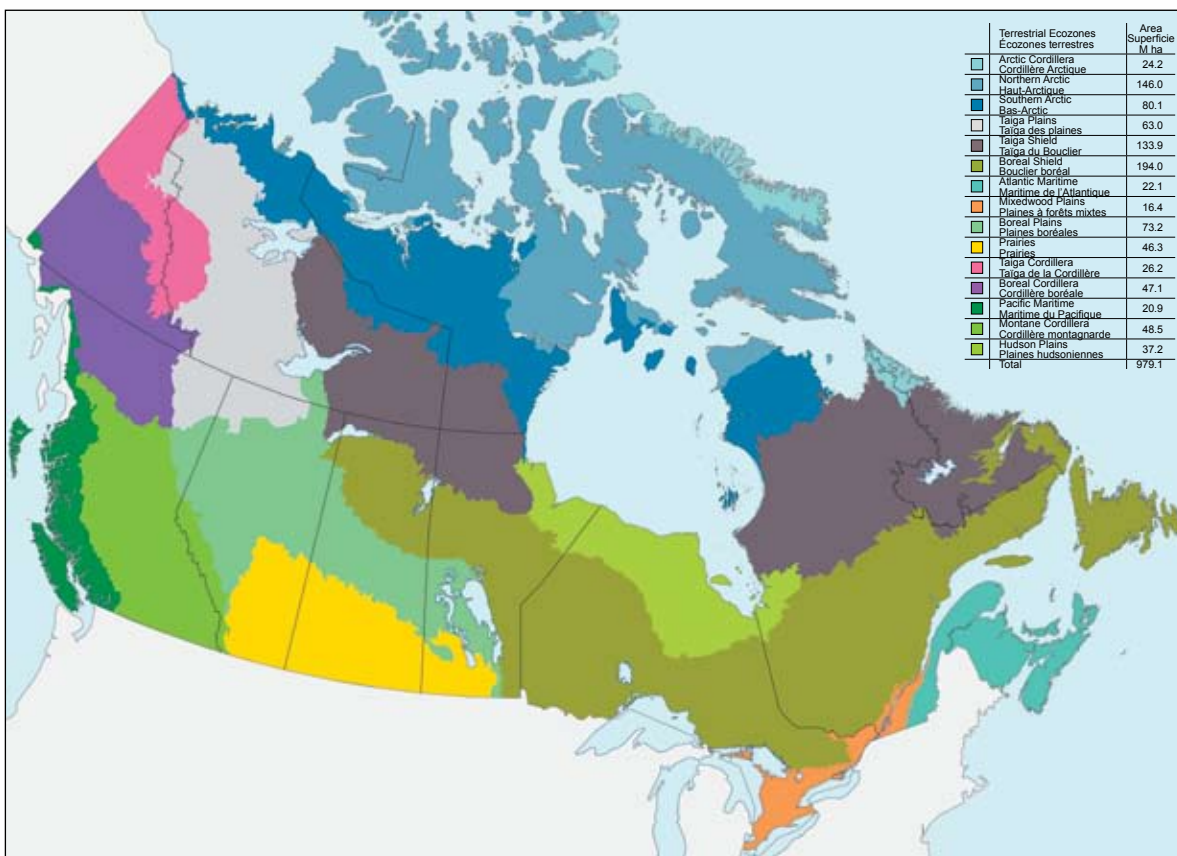 Terrestrial Ecozones
Écozones terrestres
Area
Superficie
M ha
Arctic Cordillera
Cordillère Arctique
24.2
Northern Arctic
Haut-Arctique
146.0
Southern Arctic
Bas-Arctic
80.1
Taiga Plains
Taïga des plaines
63.0
Taiga Shield
Taïga du Bouclier
133.9
Boreal Shield
Bouclier boréal
194.0
Atlantic Maritime
Maritime de l'Atlantique
22.1
Mixedwood Plains
Plaines à forêts mixtes
16.4
Boreal Plains
Plaines boréales
73.2
Prairies
Prairies
46.3
Taiga Cordillera
Taïga de la Cordillère
26.2
Boreal Cordillera
Cordillère boréale
47.1
Pacific Maritime
Maritime du Pacifique
20.9
Montane Cordillera
Cordillère montagnarde
48.5
Hudson Plains
Plaines hudsoniennes
37.2
Total
979.1